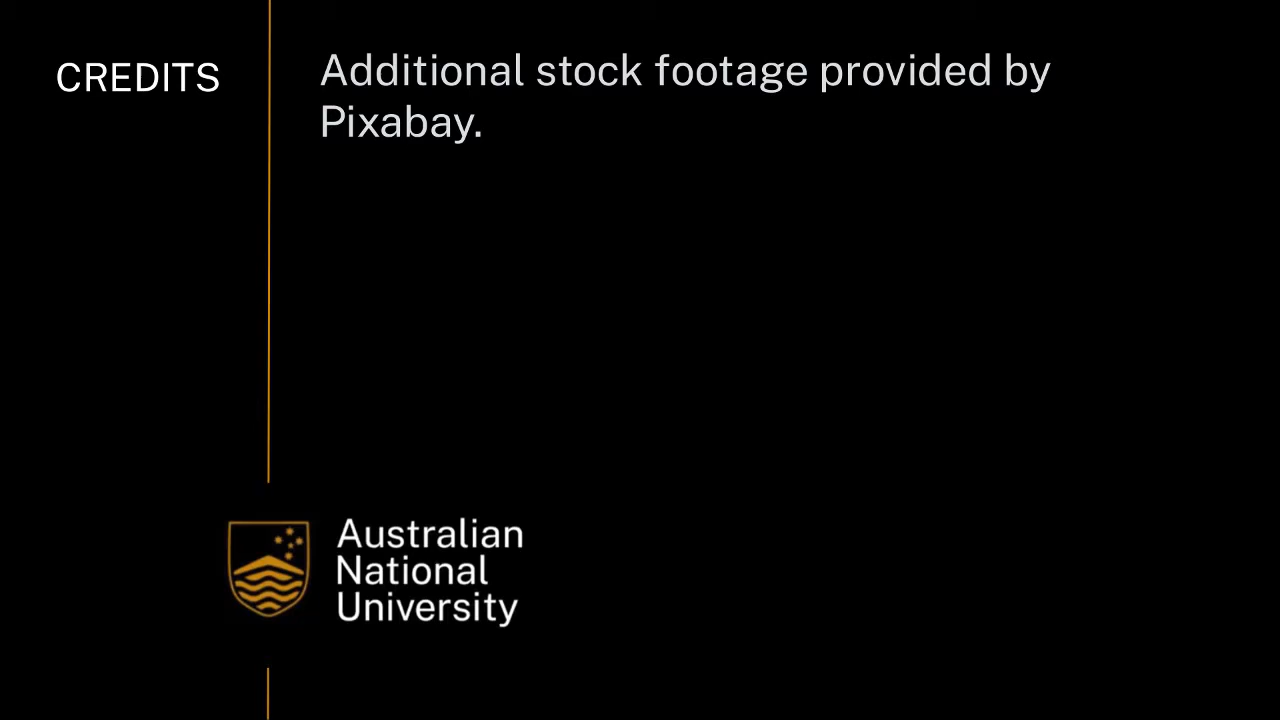 CREDITS
Additional stock footage provided by
Pixabay.
Australian
National
University